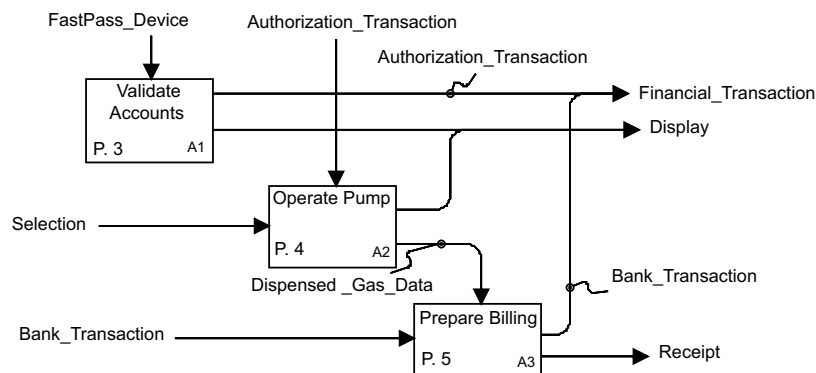 FastPass_Device
Authorization_Transaction
Authorization_Transaction
Validate
Accounts
Financial_Transaction
Display
P. 3
A1
Operate Pump
Selection
P. 4
A2
Dispensed _Gas_Data
Bank_Transaction
Prepare Billing
Bank_Transaction
P. 5
A3
Receipt